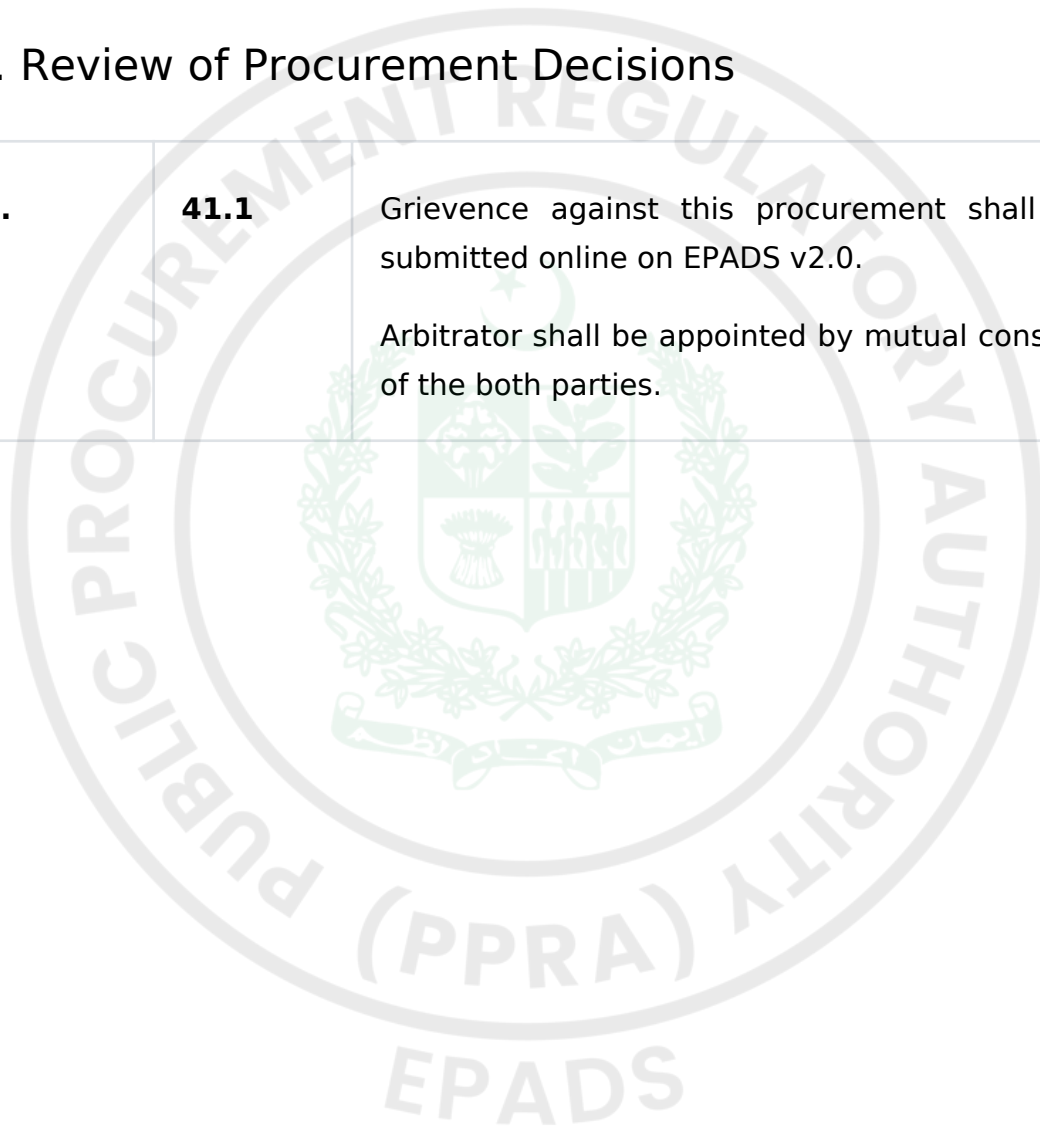 . Review of Procurement Decisions
. 41.1 Grievence against this procurement shall
submitted online on EPADS v2.0.
Arbitrator shall be appointed by mutual cons
of the both parties.
PUBLIC PROCUREMENT REGULATORY AUTHORITY
(PPRA)
EPADS